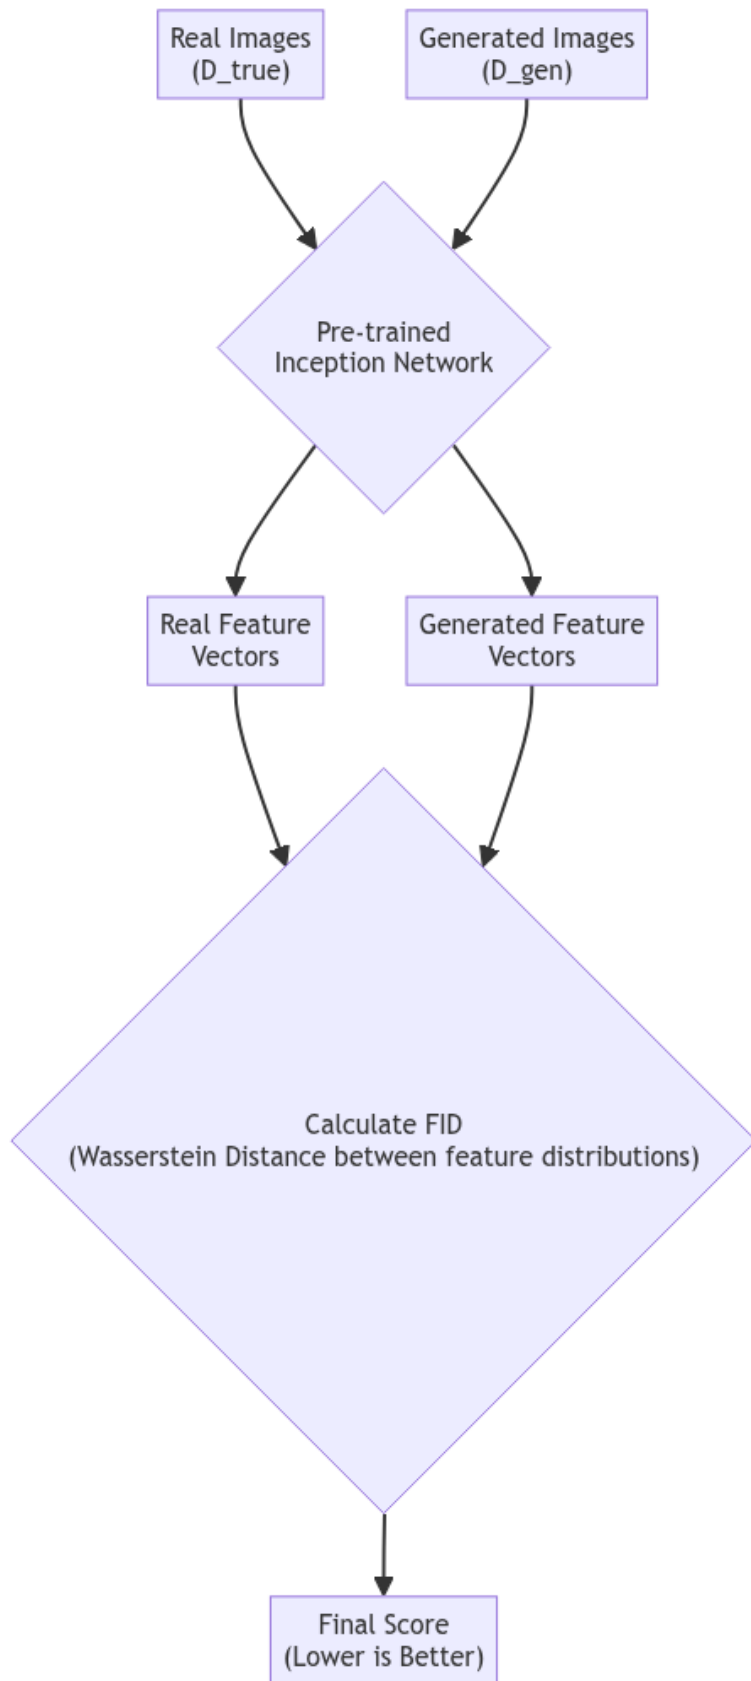 Real Images
(D_true)
Generated Images
(D_gen)
Pre-trained
Inception Network
Real Feature
Vectors
Generated Feature
Vectors
Calculate FID
(Wasserstein Distance between feature distributions)
Final Score
(Lower is Better)